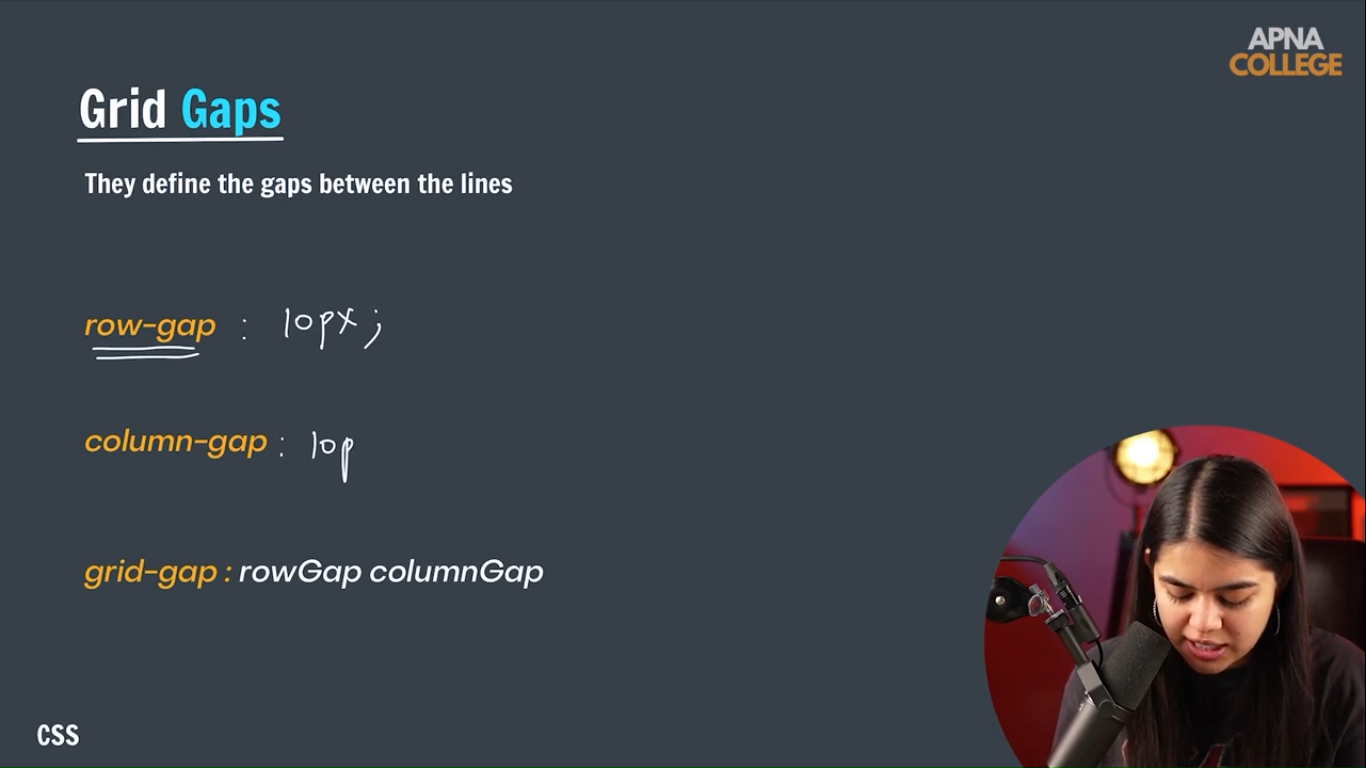 APNA
COLLEGE
Grid Gaps
They define the gaps between the lines
row-gap : 10px ;
column-gap : 10p
grid-gap : rowGap columnGap
CSS